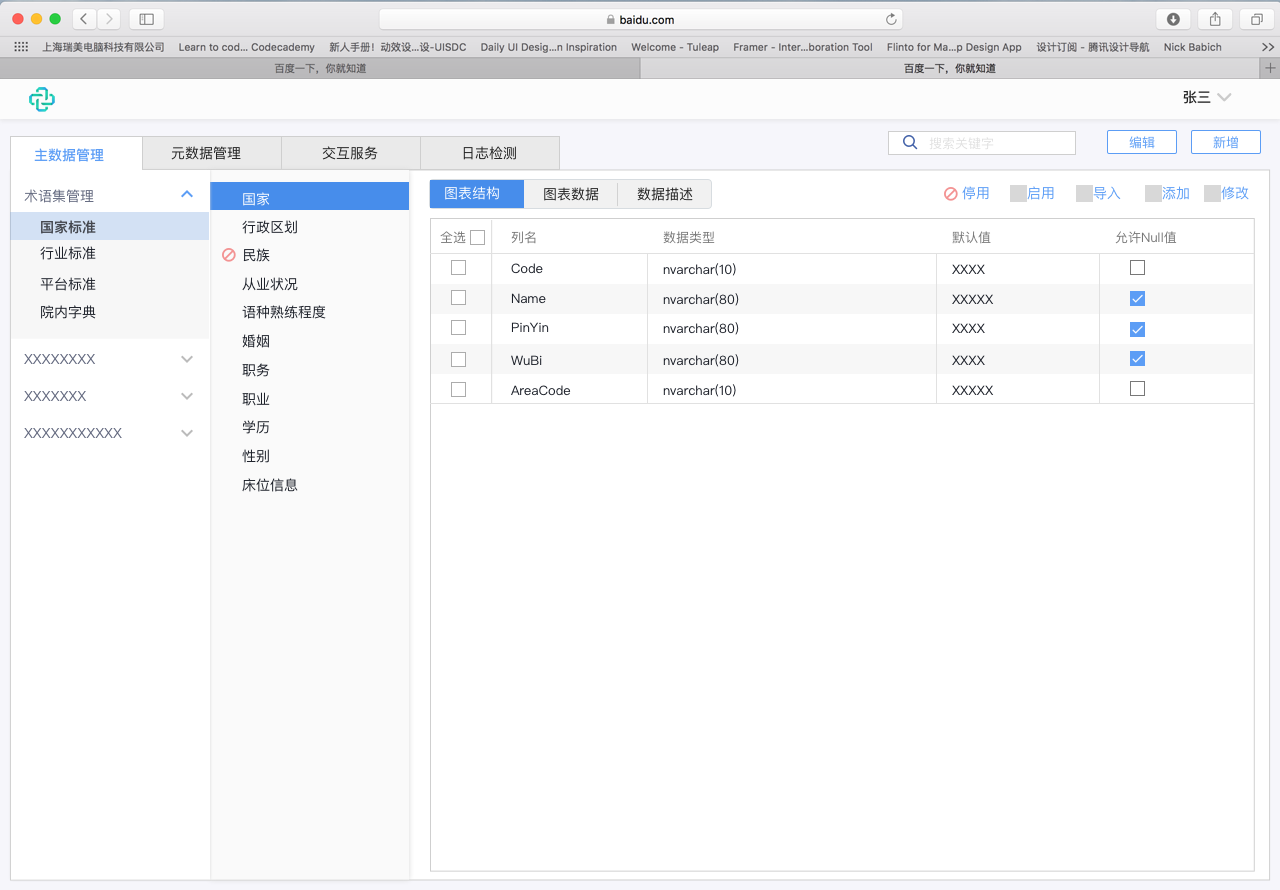 baidu.com
上海瑞美电脑科技有限公司 Learn to cod... Codecademy 新人手册！动效设...设-UISDC Daily UI Desig...n Inspiration Welcome - Tuleap Framer - Inter...boration Tool Flinto for Ma...p Design App 设计订阅 - 腾讯设计导航 Nick Babich
百度一下，你就知道 百度一下，你就知道
张三
主数据管理 元数据管理 交互服务 日志检测 搜索关键字 编辑 新增
术语集管理
国家标准
行业标准
平台标准
院内字典
XXXXXXXX
XXXXXXX
XXXXXXXXXXX
国家
行政区划
民族
从业状况
语种熟练程度
婚姻
职务
职业
学历
性别
床位信息
图表结构 图表数据 数据描述 停用 启用 导入 添加 修改
全选 列名 数据类型 默认值 允许Null值
Code nvarchar(10) XXXX
Name nvarchar(80) XXXXX
PinYin nvarchar(80) XXXX
WuBi nvarchar(80) XXXX
AreaCode nvarchar(10) XXXXX